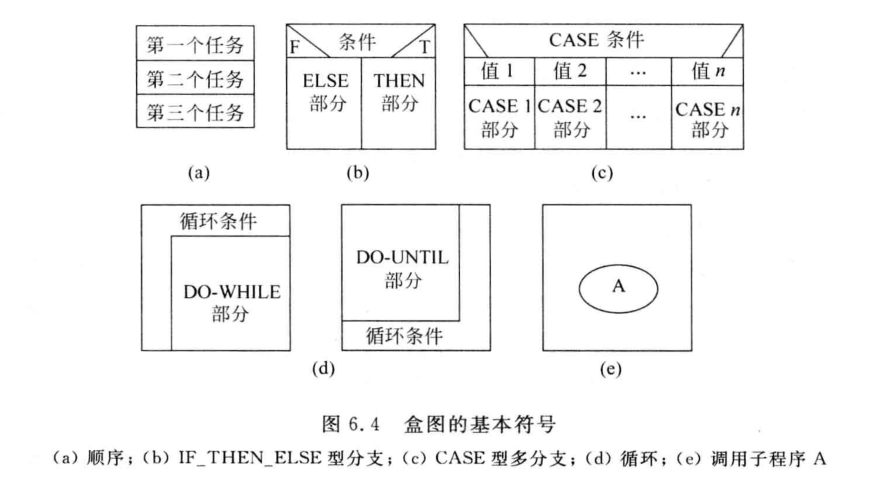 第一个任务
第二个任务
第三个任务
(a)
F 条件 T
ELSE THEN
部分 部分
(b)
CASE 条件
值 1 值 2 … 值 n
CASE 1 CASE 2 … CASE n
部分 部分 部分
(c)
循环条件
DO-WHILE
部分
DO-UNTIL
部分
循环条件
(d)
A
(e)
图 6.4 盒图的基本符号
(a) 顺序；(b) IF_THEN_ELSE 型分支；(c) CASE 型多分支；(d) 循环；(e) 调用子程序 A